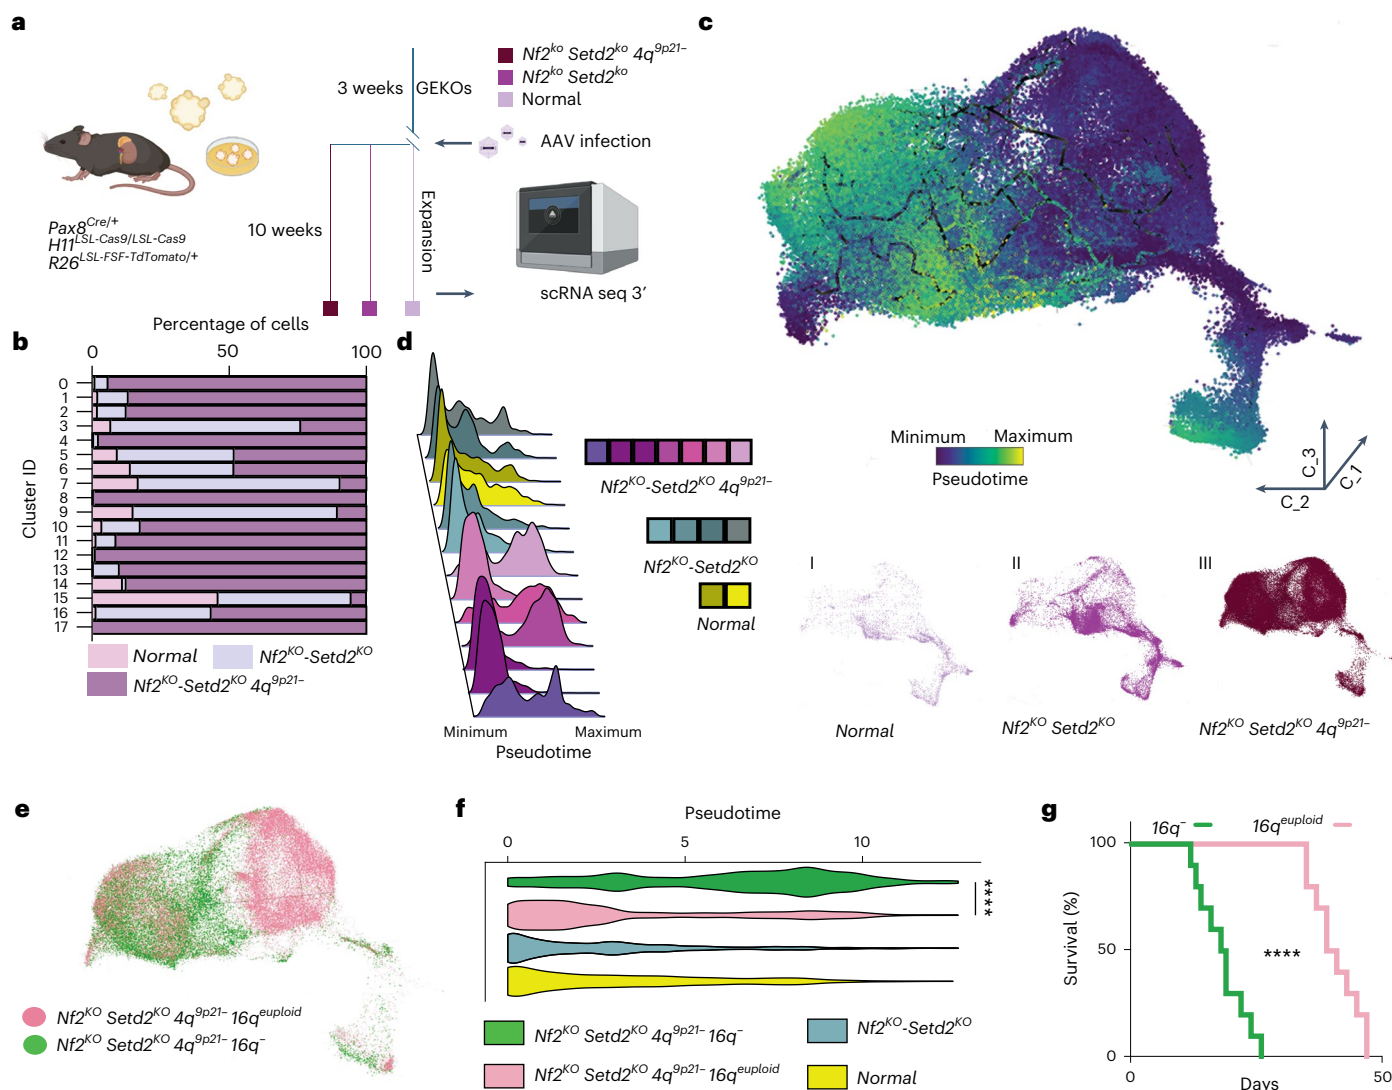 a
3 weeks
GEKOs
Nf2ko Setd2ko 4q9p21–
Nf2ko Setd2ko
Normal
AAV infection
Expansion
10 weeks
scRNA seq 3′
Pax8Cre/+
H11LSL-Cas9/LSL-Cas9
R26LSL-FSF-TdTomato/+
b
Percentage of cells
0 50 100
Cluster ID
0
1
2
3
4
5
6
7
8
9
10
11
12
13
14
15
16
17
Normal
Nf2KO-Setd2KO
Nf2KO-Setd2KO 4q9p21–
c
Minimum Maximum
Pseudotime
C_3
C_1
C_2
I
II
III
Normal
Nf2KO Setd2KO
Nf2KO Setd2KO 4q9p21–
d
Nf2KO-Setd2KO 4q9p21–
Nf2KO-Setd2KO
Normal
Minimum Maximum
Pseudotime
e
Nf2KO Setd2KO 4q9p21– 16qeuploid
Nf2KO Setd2KO 4q9p21– 16q–
f
Pseudotime
0 5 10
****
Nf2KO Setd2KO 4q9p21– 16q–
Nf2KO Setd2KO 4q9p21– 16qeuploid
Nf2KO-Setd2KO
Normal
g
16q–
16qeuploid
Survival (%)
100
50
0
****
0 50
Days